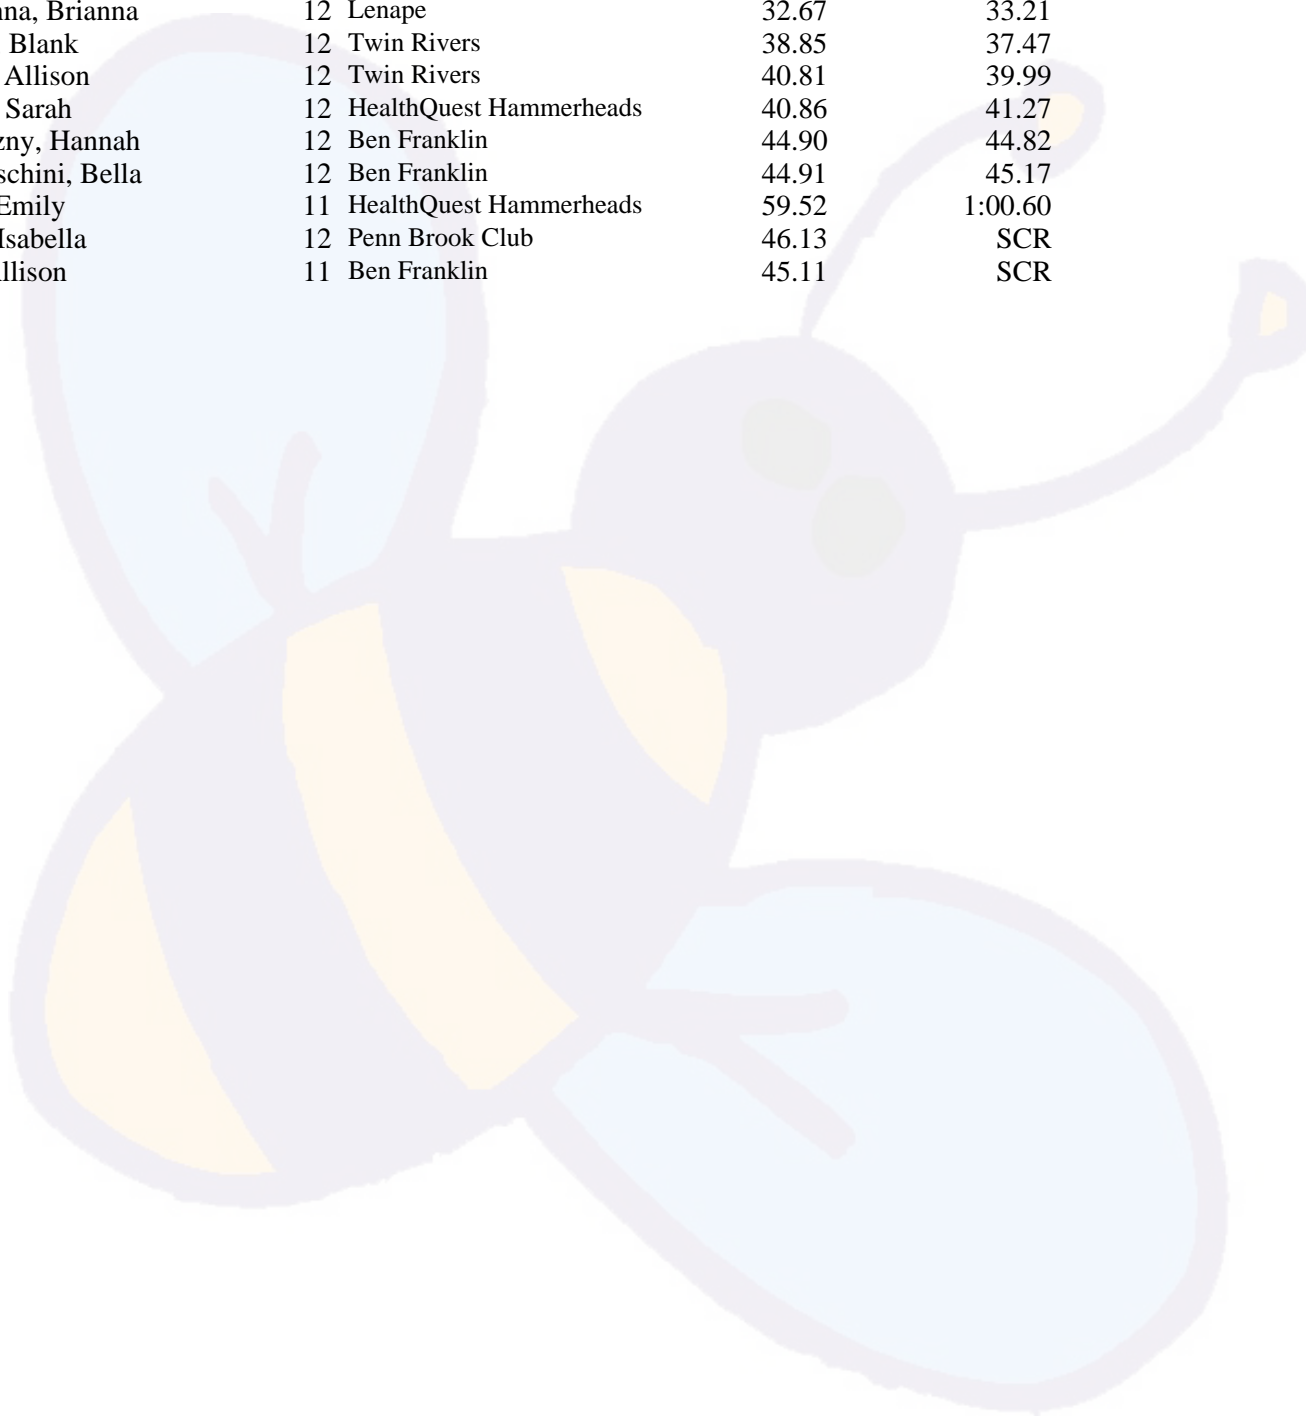 nna, Brianna 12 Lenape 32.67 33.21
Blank 12 Twin Rivers 38.85 37.47
Allison 12 Twin Rivers 40.81 39.99
Sarah 12 HealthQuest Hammerheads 40.86 41.27
zny, Hannah 12 Ben Franklin 44.90 44.82
schini, Bella 12 Ben Franklin 44.91 45.17
Emily 11 HealthQuest Hammerheads 59.52 1:00.60
Isabella 12 Penn Brook Club 46.13 SCR
llison 11 Ben Franklin 45.11 SCR